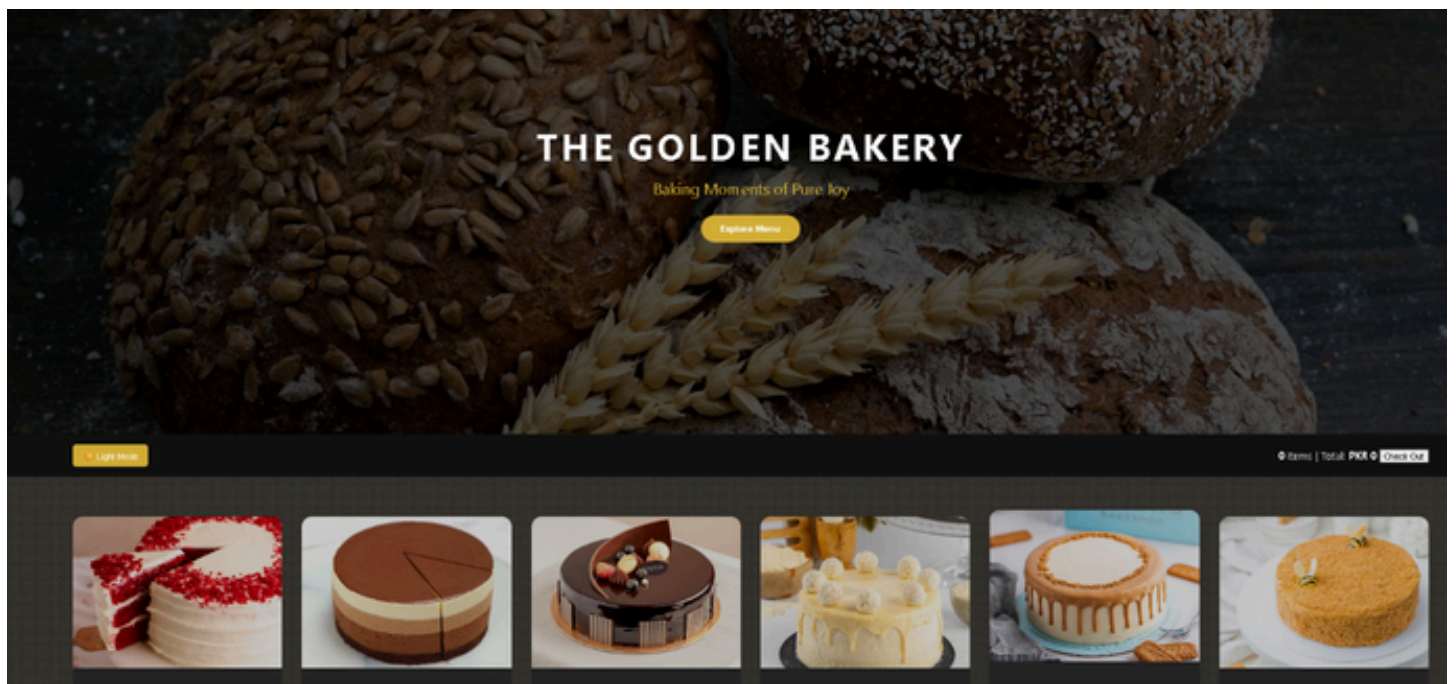 THE GOLDEN BAKERY
Baking Moments of Pure Joy
Explore Menu
Light Mode
0 items | Total: PKR 0 Check Out